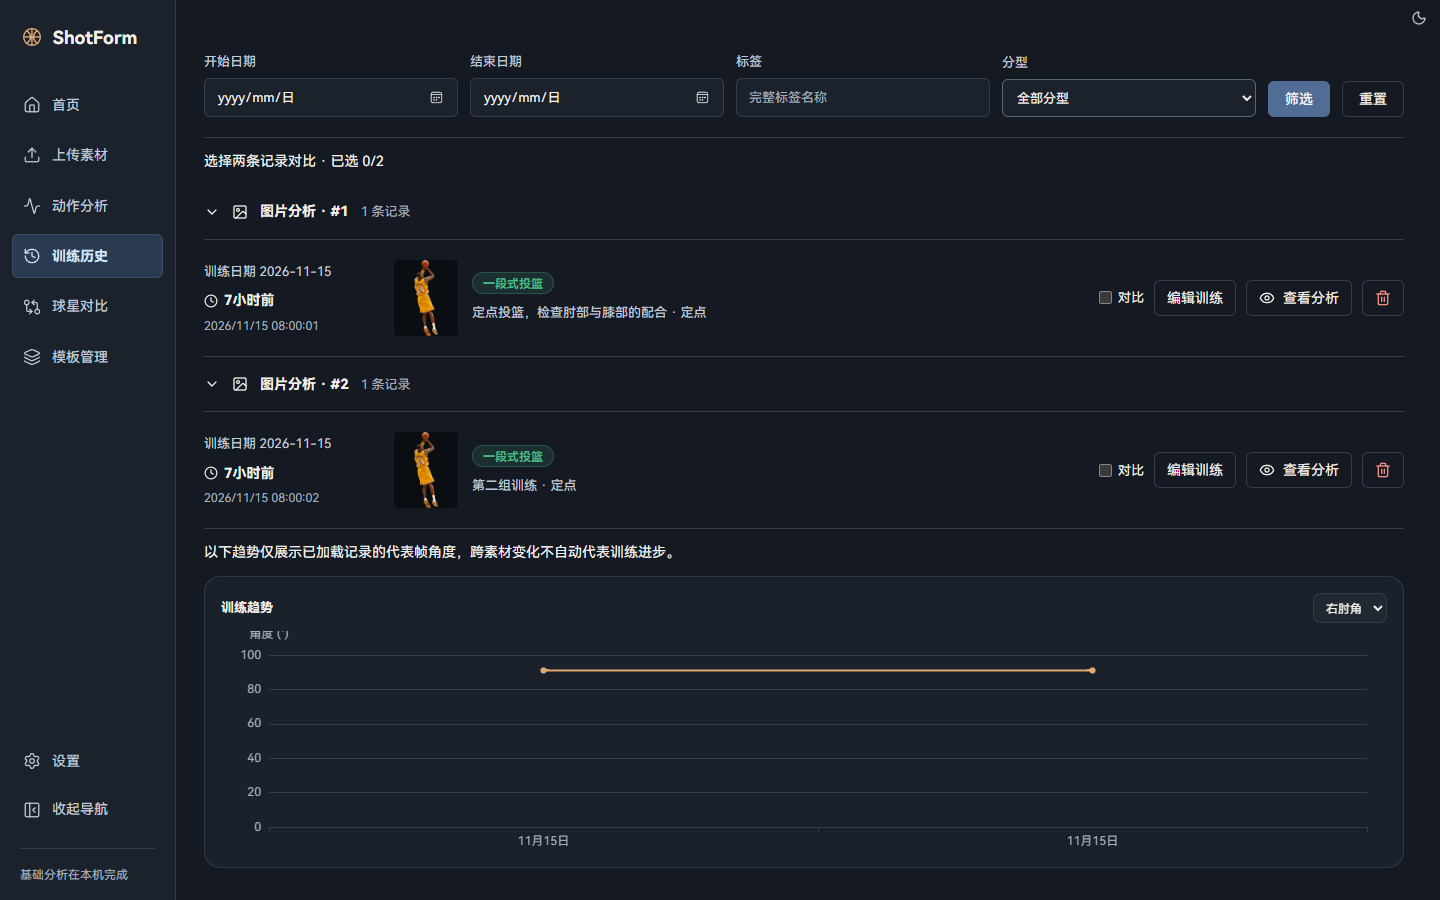 ShotForm
首页
上传素材
动作分析
训练历史
球星对比
模板管理
设置
收起导航
基础分析在本机完成
开始日期
结束日期
标签
分型
yyyy/mm/日
yyyy/mm/日
完整标签名称
全部分型
筛选
重置
选择两条记录对比 · 已选 0/2
图片分析 · #1 1 条记录
训练日期 2026-11-15
7小时前
2026/11/15 08:00:01
一段式投篮
定点投篮，检查肘部与膝部的配合 · 定点
对比
编辑训练
查看分析
图片分析 · #2 1 条记录
训练日期 2026-11-15
7小时前
2026/11/15 08:00:02
一段式投篮
第二组训练 · 定点
对比
编辑训练
查看分析
以下趋势仅展示已加载记录的代表帧角度，跨素材变化不自动代表训练进步。
训练趋势
右肘角
角度 (°)
100
80
60
40
20
0
11月15日
11月15日